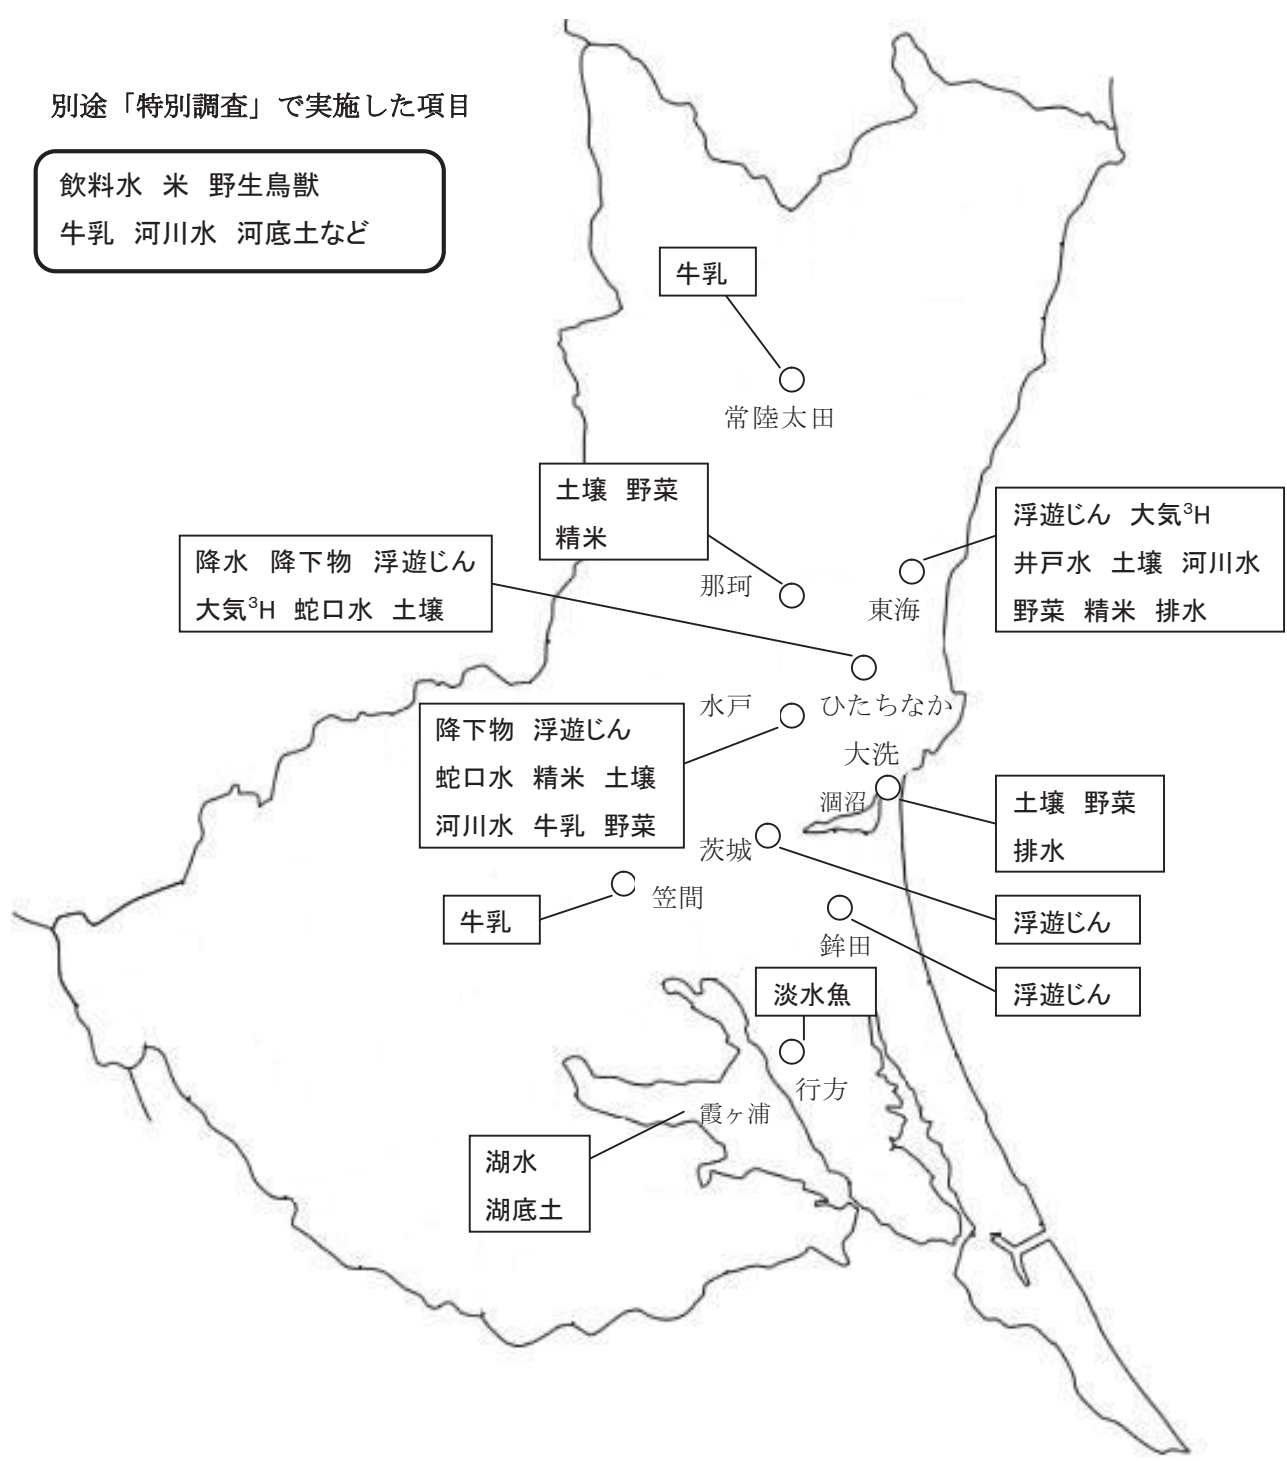 別途「特別調査」で実施した項目
飲料水 米 野生鳥獣
牛乳 河川水 河底土など
牛乳
常陸太田
土壌 野菜
精米
那珂
浮遊じん 大気³H
井戸水 土壌 河川水
野菜 精米 排水
東海
降水 降下物 浮遊じん
大気³H 蛇口水 土壌
ひたちなか
水戸
降下物 浮遊じん
蛇口水 精米 土壌
河川水 牛乳 野菜
大洗
涸沼
土壌 野菜
排水
茨城
浮遊じん
笠間
牛乳
鉾田
浮遊じん
淡水魚
行方
霞ヶ浦
湖水
湖底土